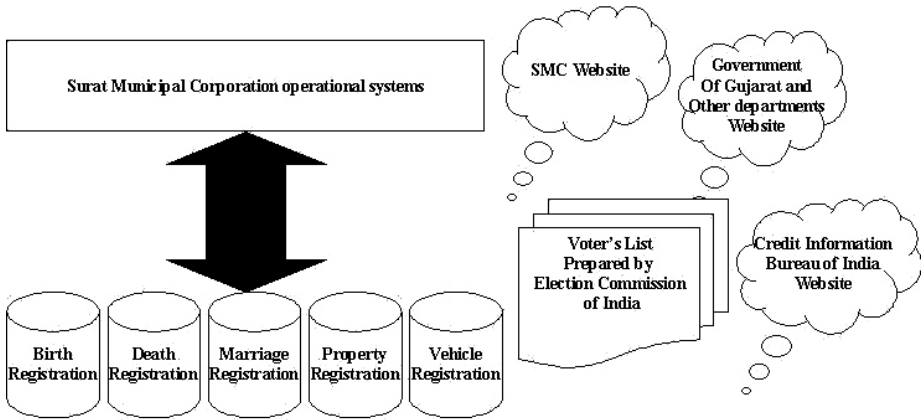 Surat Municipal Corporation operational systems
SMC Website
Government
Of Gujarat and
Other departments
Website
Voter's List
Prepared by
Election Commission
of India
Credit Information
Bureau of India
Website
Birth
Registration
Death
Registration
Marriage
Registration
Property
Registration
Vehicle
Registration